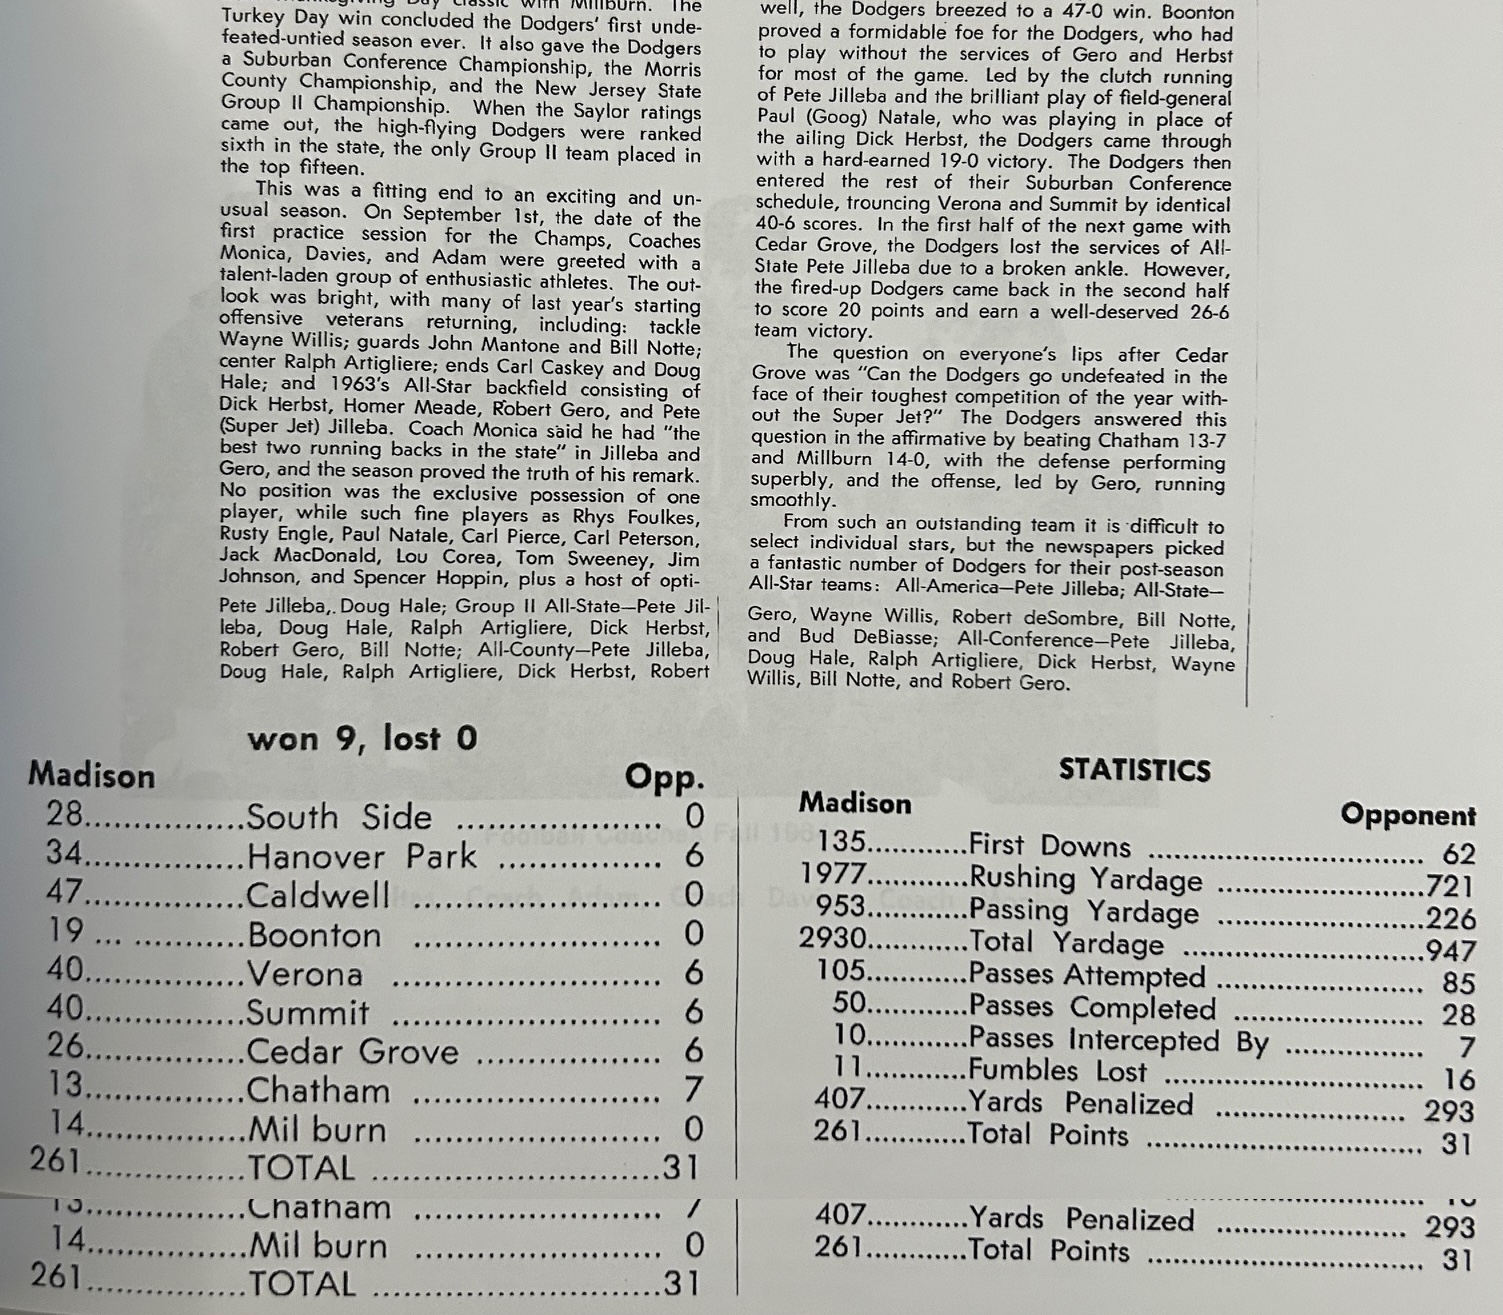 Day classic with Millburn. The
Turkey Day win concluded the Dodgers' first unde-
feated-untied season ever. It also gave the Dodgers
a Suburban Conference Championship, the Morris
County Championship, and the New Jersey State
Group II Championship. When the Saylor ratings
came out, the high-flying Dodgers were ranked
sixth in the state, the only Group II team placed in
the top fifteen.
This was a fitting end to an exciting and un-
usual season. On September 1st, the date of the
first practice session for the Champs, Coaches
Monica, Davies, and Adam were greeted with a
talent-laden group of enthusiastic athletes. The out-
look was bright, with many of last year's starting
offensive veterans returning, including: tackle
Wayne Willis; guards John Mantone and Bill Notte;
center Ralph Artigliere; ends Carl Caskey and Doug
Hale; and 1963's All-Star backfield consisting of
Dick Herbst, Homer Meade, Robert Gero, and Pete
(Super Jet) Jilleba. Coach Monica said he had "the
best two running backs in the state" in Jilleba and
Gero, and the season proved the truth of his remark.
No position was the exclusive possession of one
player, while such fine players as Rhys Foulkes,
Rusty Engle, Paul Natale, Carl Pierce, Carl Peterson,
Jack MacDonald, Lou Corea, Tom Sweeney, Jim
Johnson, and Spencer Hoppin, plus a host of opti-
Pete Jilleba, Doug Hale; Group II All-State—Pete Jil-
leba, Doug Hale, Ralph Artigliere, Dick Herbst,
Robert Gero, Bill Notte; All-County—Pete Jilleba,
Doug Hale, Ralph Artigliere, Dick Herbst, Robert
well, the Dodgers breezed to a 47-0 win. Boonton
proved a formidable foe for the Dodgers, who had
to play without the services of Gero and Herbst
for most of the game. Led by the clutch running
of Pete Jilleba and the brilliant play of field-general
Paul (Goog) Natale, who was playing in place of
the ailing Dick Herbst, the Dodgers came through
with a hard-earned 19-0 victory. The Dodgers then
entered the rest of their Suburban Conference
schedule, trouncing Verona and Summit by identical
40-6 scores. In the first half of the next game with
Cedar Grove, the Dodgers lost the services of All-
State Pete Jilleba due to a broken ankle. However,
the fired-up Dodgers came back in the second half
to score 20 points and earn a well-deserved 26-6
team victory.
The question on everyone's lips after Cedar
Grove was "Can the Dodgers go undefeated in the
face of their toughest competition of the year with-
out the Super Jet?" The Dodgers answered this
question in the affirmative by beating Chatham 13-7
and Millburn 14-0, with the defense performing
superbly, and the offense, led by Gero, running
smoothly.
From such an outstanding team it is difficult to
select individual stars, but the newspapers picked
a fantastic number of Dodgers for their post-season
All-Star teams: All-America—Pete Jilleba; All-State—
Gero, Wayne Willis, Robert deSombre, Bill Notte,
and Bud DeBiasse; All-Conference—Pete Jilleba,
Doug Hale, Ralph Artigliere, Dick Herbst, Wayne
Willis, Bill Notte, and Robert Gero.
won 9, lost 0
Madison Opp.
28................South Side .................... 0
34................Hanover Park ................ 6
47................Caldwell ........................ 0
19 ... ...........Boonton ........................ 0
40................Verona .......................... 6
40................Summit .......................... 6
26................Cedar Grove .................. 6
13................Chatham ........................ 7
14................Mil burn ........................ 0
261................TOTAL ............................31
Chatham ........................ 7
14................Mil burn ........................ 0
261................TOTAL ............................31
STATISTICS
Madison Opponent
135............First Downs ............................ 62
1977............Rushing Yardage .....................721
953............Passing Yardage .....................226
2930............Total Yardage ........................947
105............Passes Attempted ..................... 85
50............Passes Completed ................... 28
10............Passes Intercepted By .............. 7
11............Fumbles Lost .......................... 16
407............Yards Penalized ................... 293
261............Total Points ............................ 31
407............Yards Penalized ................... 293
261............Total Points ............................ 31